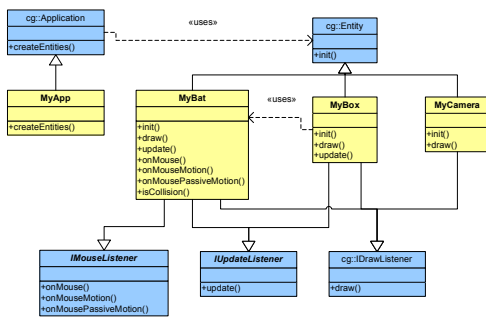 cg::Application
+createEntities()
«uses»
cg::Entity
+init()
MyApp
+createEntities()
MyBat
+init()
+draw()
+update()
+onMouse()
+onMouseMotion()
+onMousePassiveMotion()
+isCollision()
«uses»
MyBox
+init()
+draw()
+update()
MyCamera
+init()
+draw()
IMouseListener
+onMouse()
+onMouseMotion()
+onMousePassiveMotion()
IUpdateListener
+update()
cg::IDrawListener
+draw()